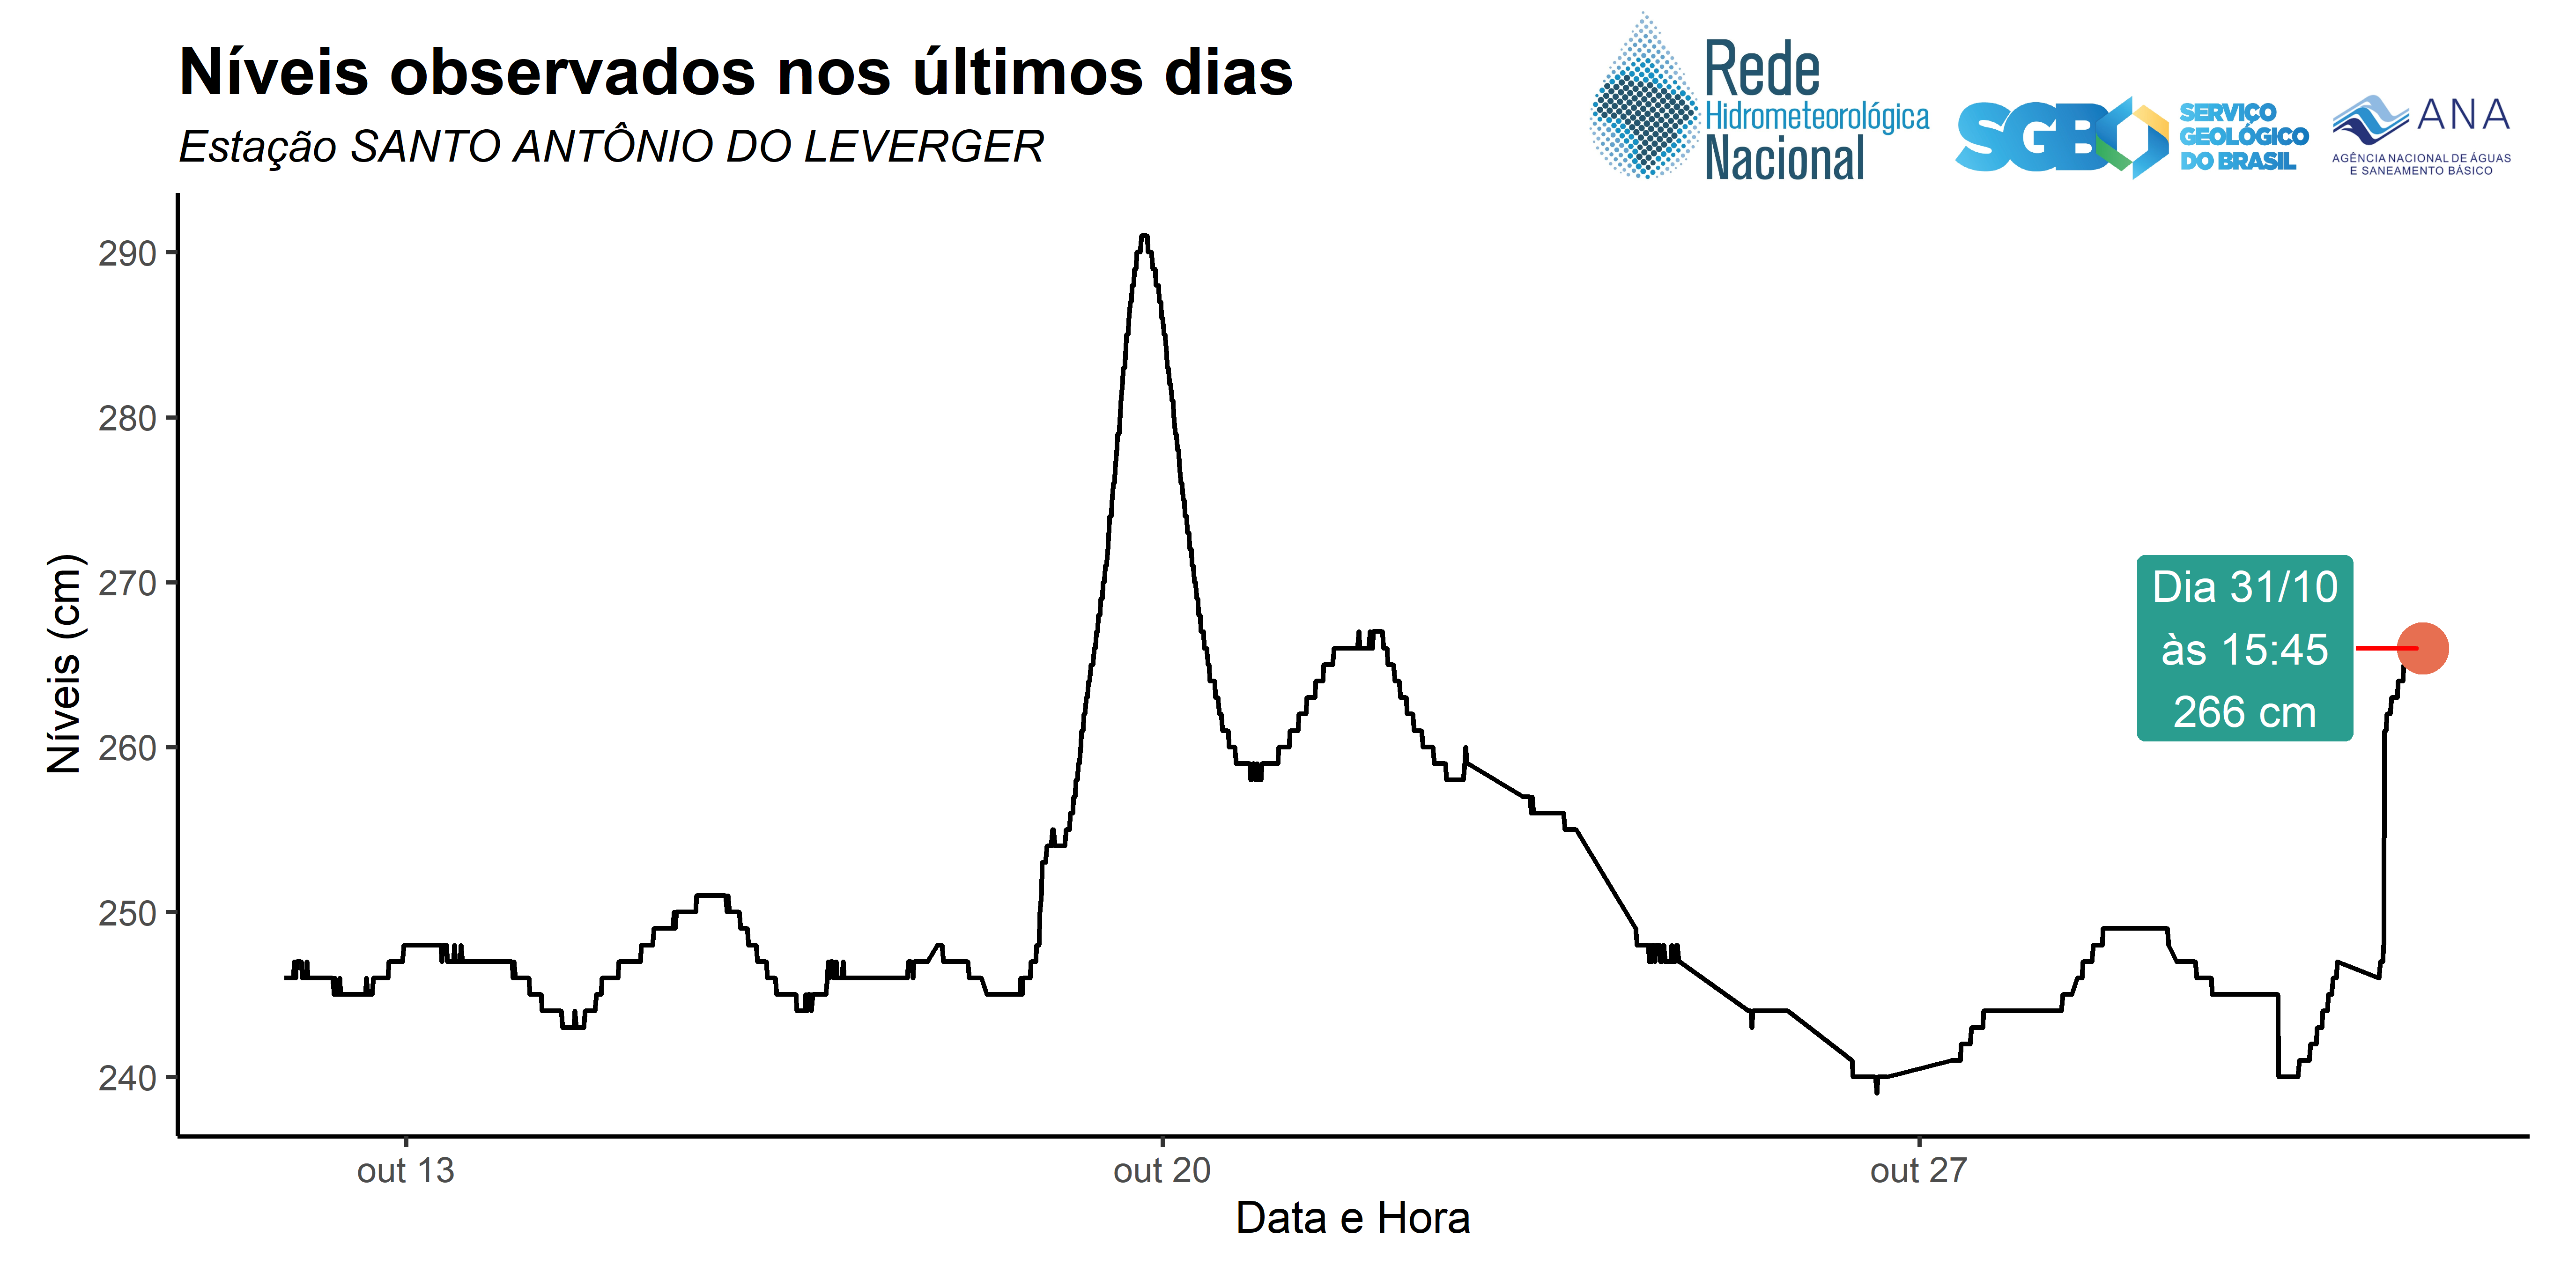 Níveis observados nos últimos dias
Estação SANTO ANTÔNIO DO LEVERGER
Rede
Hidrometeorológica
Nacional
SGB
SERVIÇO
GEOLÓGICO
DO BRASIL
ANA
AGÊNCIA NACIONAL DE ÁGUAS
E SANEAMENTO BÁSICO
Níveis (cm)
290
280
270
260
250
240
Dia 31/10
às 15:45
266 cm
out 13
out 20
out 27
Data e Hora